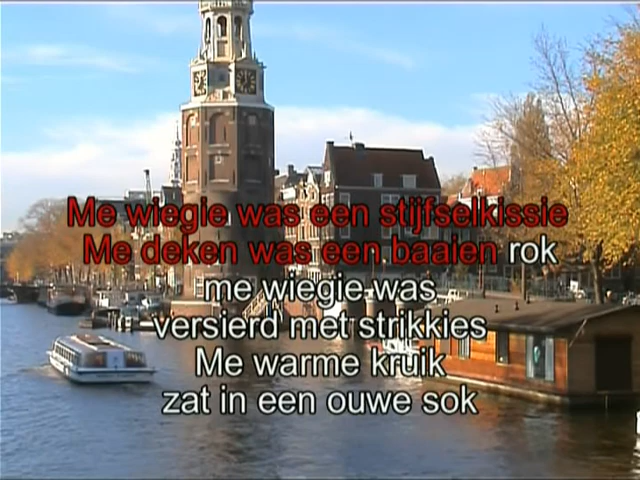 Me wiegie was een stijfselkissie
Me deken was een baaien rok
me wiegie was
versierd met strikkies
Me warme kruik
zat in een ouwe sok